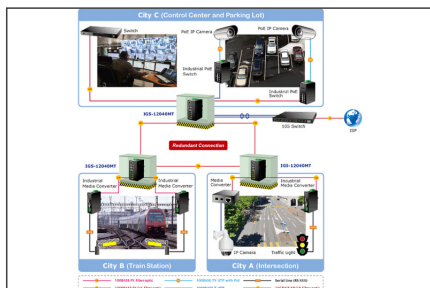 City C (Control Center and Parking Lot)
Switch
PoE IP Camera
PoE IP Camera
Industrial PoE
Switch
Industrial PoE
Switch
IGS-12040MT
VSS Switch
ISP
Redundant Connection
IGS-12040MT
IGS-12040MT
Industrial
Media Converter
Industrial
Media Converter
Media
Converter
Industrial
Media Converter
IP Camera
Traffic Light
City B (Train Station)
City A (Intersection)